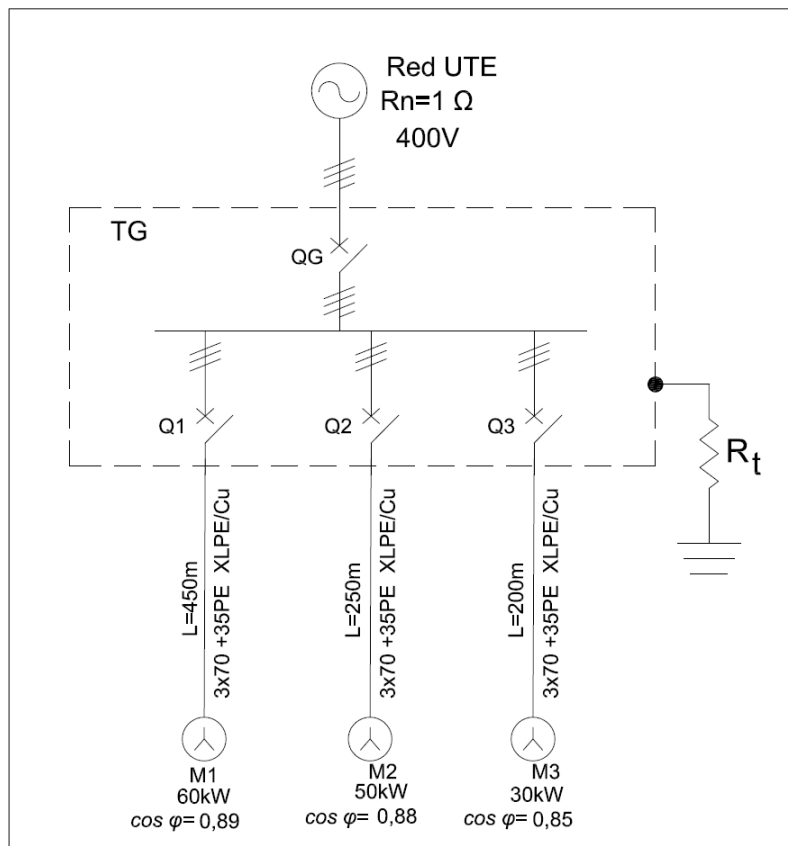 Red UTE
Rn=1 Ω
400V
TG
QG
Q1
Q2
Q3
R_t
L=450m
3x70 +35PE XLPE/Cu
L=250m
3x70 +35PE XLPE/Cu
L=200m
3x70 +35PE XLPE/Cu
M1
60kW
cos φ= 0,89
M2
50kW
cos φ= 0,88
M3
30kW
cos φ= 0,85